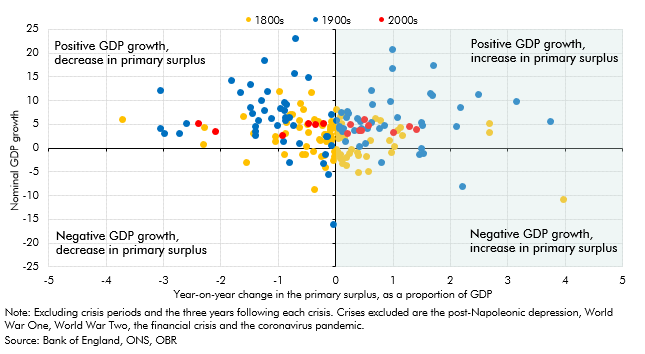 1800s 1900s 2000s
Positive GDP growth,
decrease in primary surplus
Positive GDP growth,
increase in primary surplus
Negative GDP growth,
decrease in primary surplus
Negative GDP growth,
increase in primary surplus
Nominal GDP growth
25
20
15
10
5
0
-5
-10
-15
-20
-25
-5 -4 -3 -2 -1 0 1 2 3 4 5
Year-on-year change in the primary surplus, as a proportion of GDP
Note: Excluding crisis periods and the three years following each crisis. Crises excluded are the post-Napoleonic depression, World
War One, World War Two, the financial crisis and the coronavirus pandemic.
Source: Bank of England, ONS, OBR